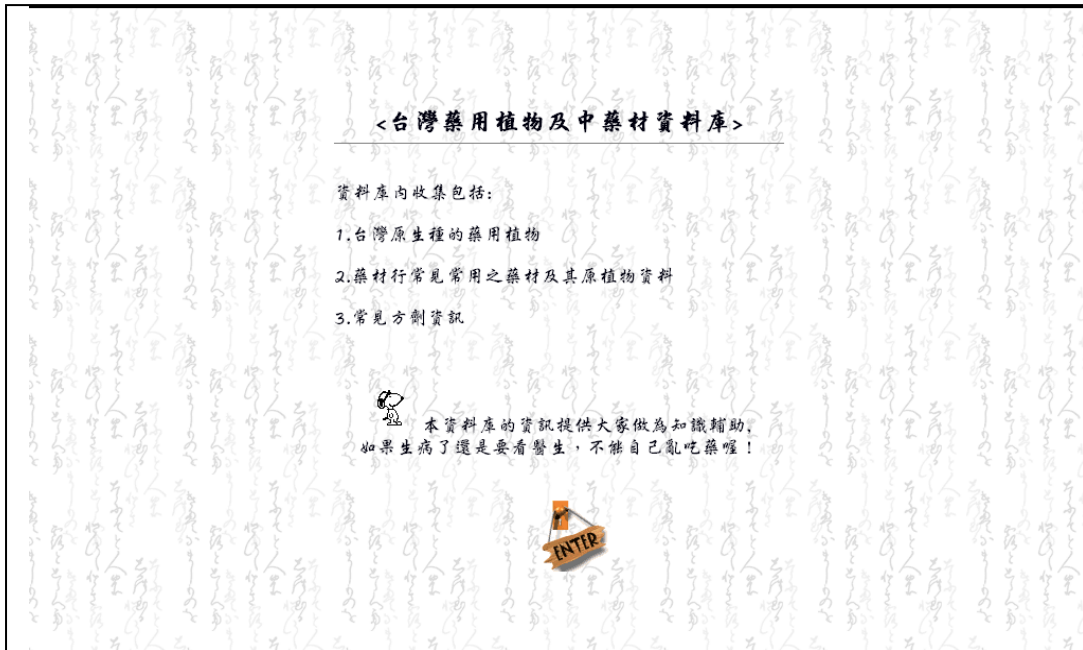 <台灣藥用植物及中藥材資料庫>
資料庫內收集包括:
1.台灣原生種的藥用植物
2.藥材行常見常用之藥材及其原植物資料
3.常見方劑資訊
本資料庫的資訊提供大家做為知識輔助,
如果生病了還是要看醫生，不能自己亂吃藥喔！
ENTER